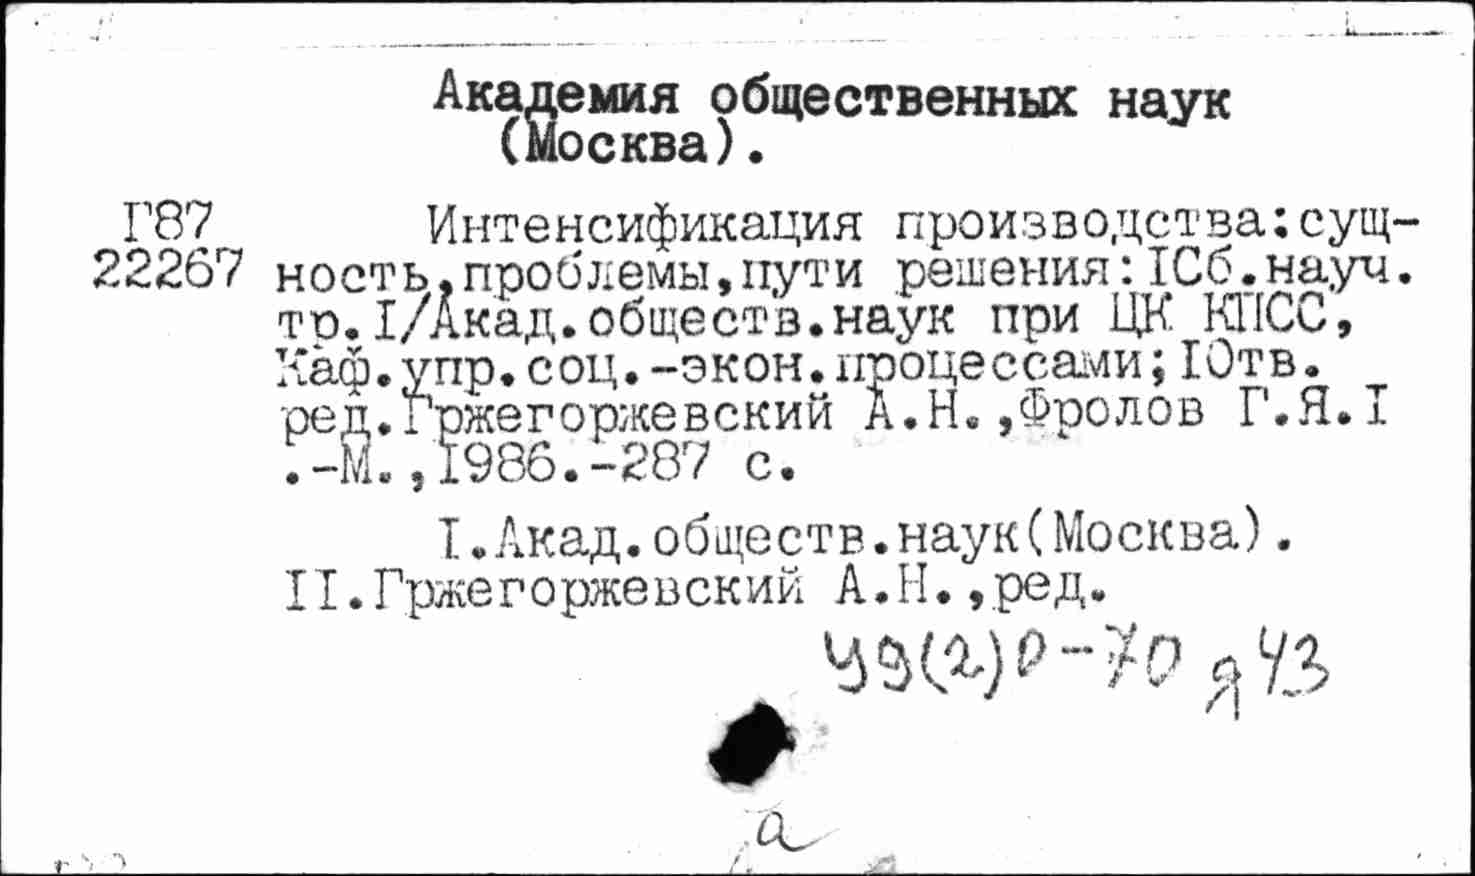 Академия общественных наук
(Москва).
Г87 Интенсификация производства:сущ-
22267 ность,проблемы,пути решения:IСб.науч.
тр.I/Акад.обществ.наук при ЦК КПСС,
Каф.упр.соц.-экон.процессами;IОтв.
ред.Гржегоржевский А.Н.,Фролов Г.Я.I
.-М.,1986.-287 с.
I.Акад.обществ.наук(Москва).
II.Гржегоржевский А.Н.,ред.
У9(2)0-70 я43
а